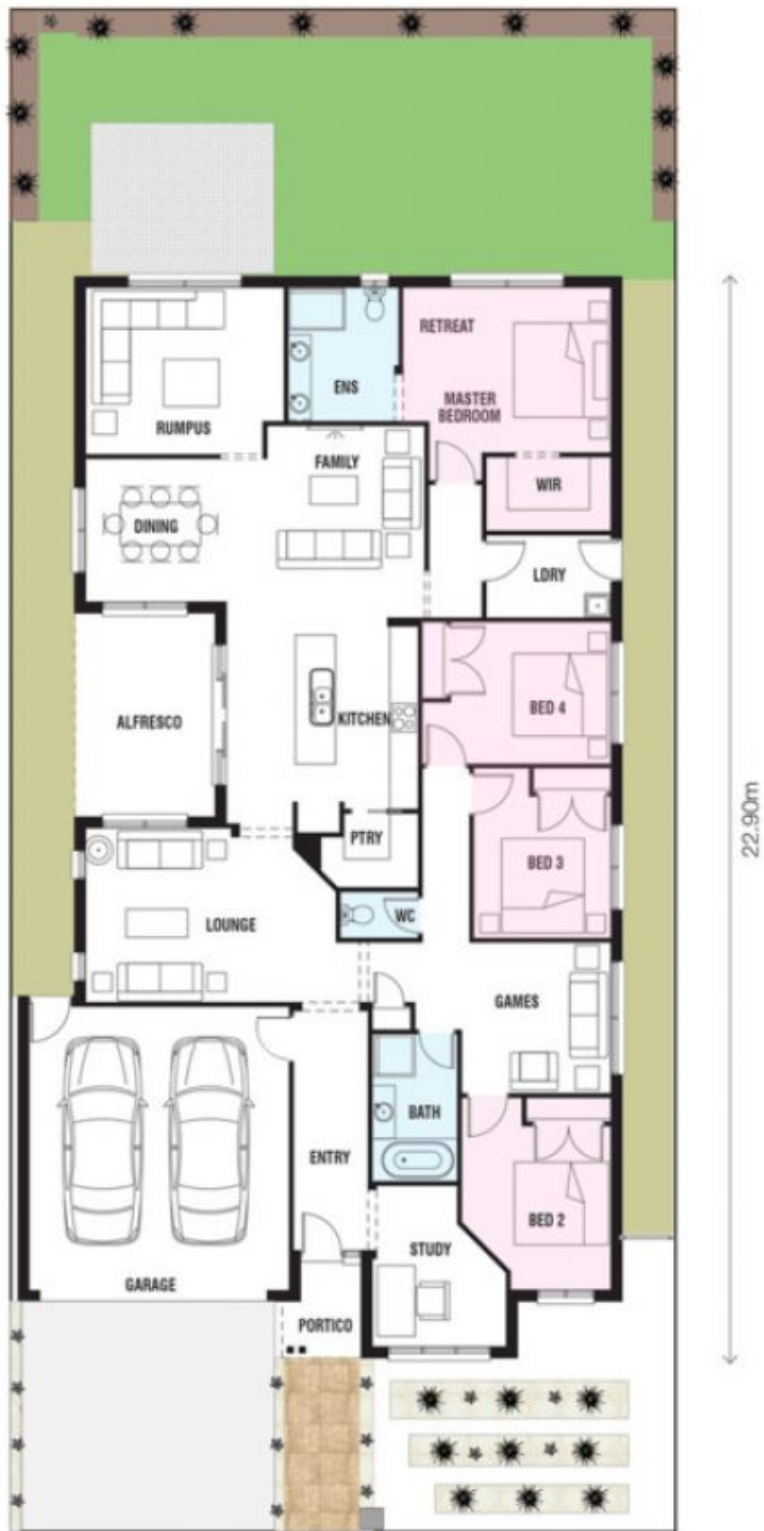 RETREAT
MASTER
BEDROOM
ENS
RUMPUS
FAMILY
WIR
DINING
LDRY
ALFRESCO
KITCHEN
BED 4
PTRY
BED 3
WC
LOUNGE
GAMES
BATH
ENTRY
BED 2
STUDY
GARAGE
PORTICO
22.90m